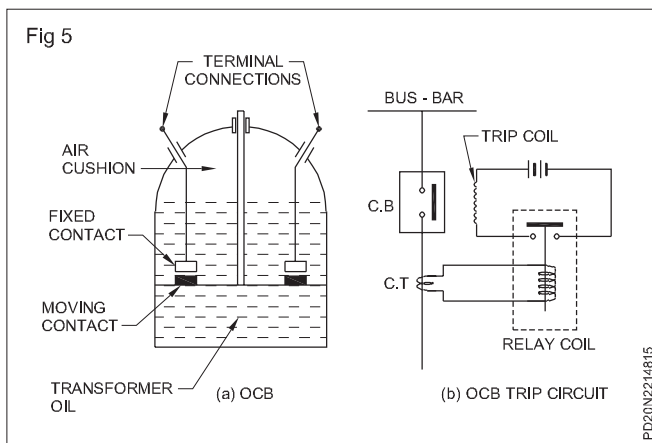 Fig 5
TERMINAL
CONNECTIONS
AIR
CUSHION
FIXED
CONTACT
MOVING
CONTACT
TRANSFORMER
OIL
(a) OCB
BUS - BAR
TRIP COIL
C.B
C.T
RELAY COIL
(b) OCB TRIP CIRCUIT
PD20N2214815